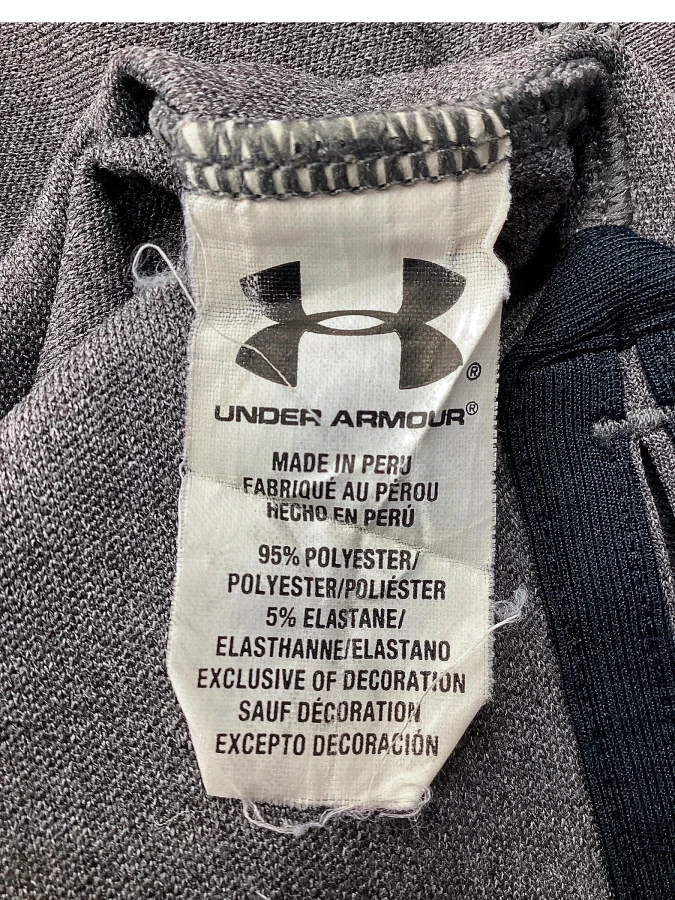 ®
UNDER ARMOUR®
MADE IN PERU
FABRIQUÉ AU PÉROU
HECHO EN PERÚ
95% POLYESTER/
POLYESTER/POLIÉSTER
5% ELASTANE/
ELASTHANNE/ELASTANO
EXCLUSIVE OF DECORATION
SAUF DÉCORATION
EXCEPTO DECORACIÓN